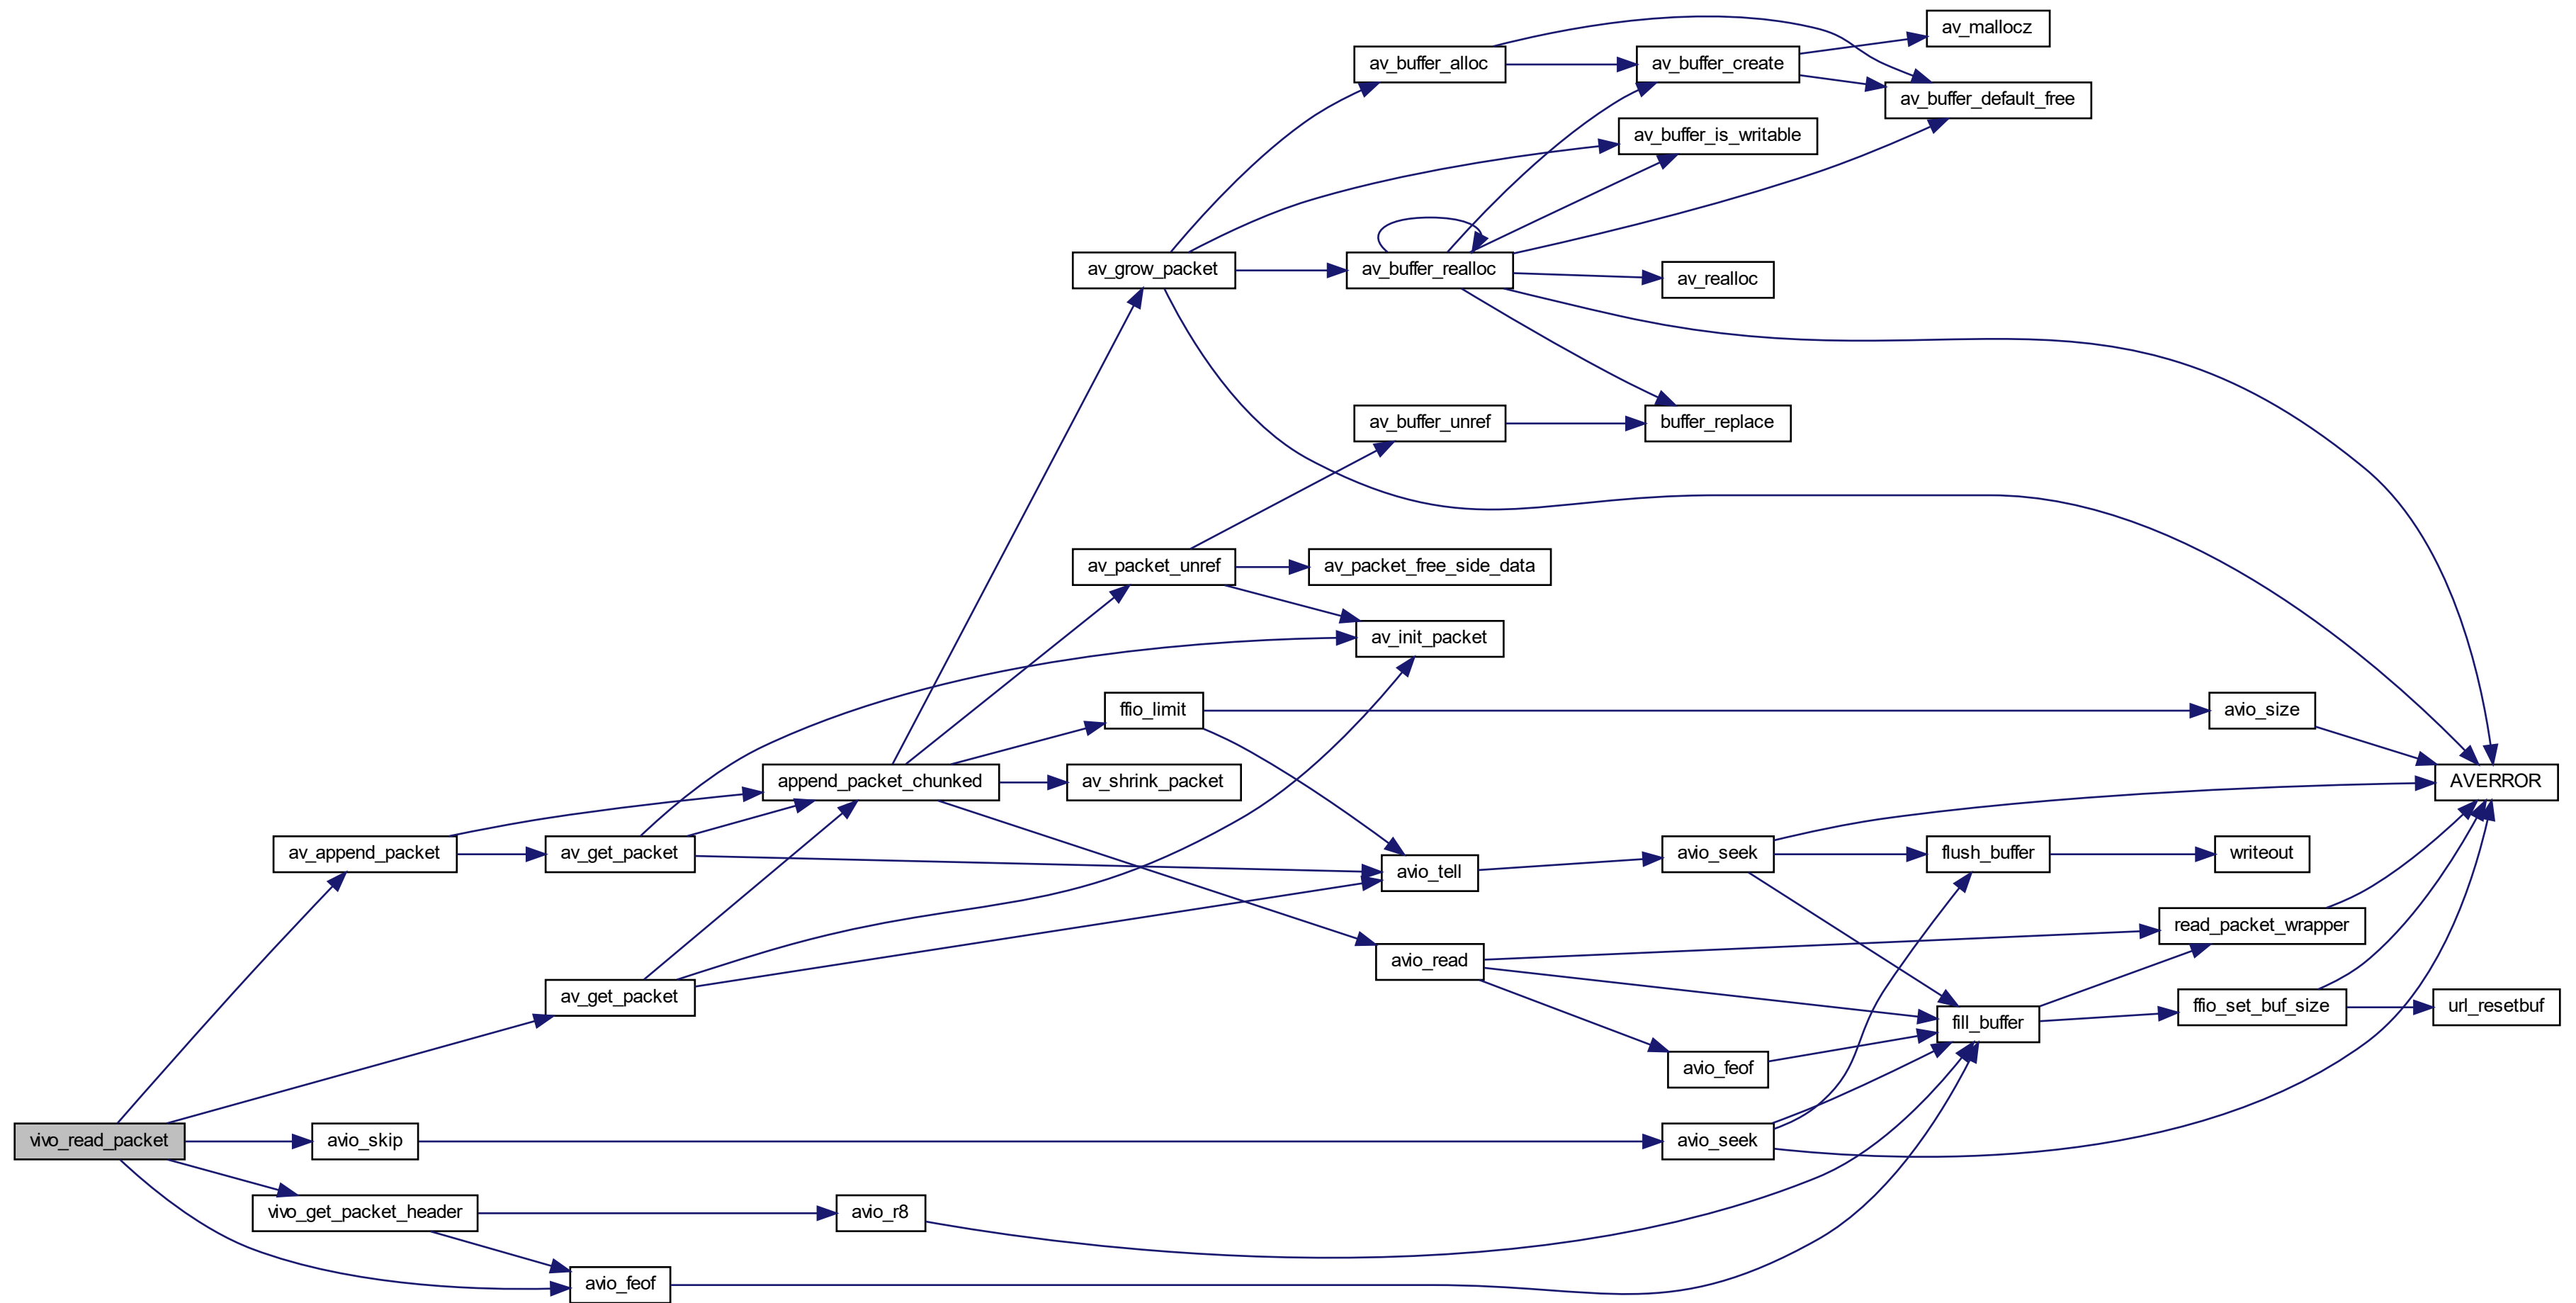 av_mallocz
av_buffer_alloc
av_buffer_create
av_buffer_default_free
av_buffer_is_writable
av_grow_packet
av_buffer_realloc
av_realloc
av_buffer_unref
buffer_replace
av_packet_unref
av_packet_free_side_data
av_init_packet
ffio_limit
avio_size
append_packet_chunked
av_shrink_packet
AVERROR
av_append_packet
av_get_packet
avio_tell
avio_seek
flush_buffer
writeout
read_packet_wrapper
avio_read
av_get_packet
fill_buffer
ffio_set_buf_size
url_resetbuf
avio_feof
vivo_read_packet
avio_skip
avio_seek
vivo_get_packet_header
avio_r8
avio_feof